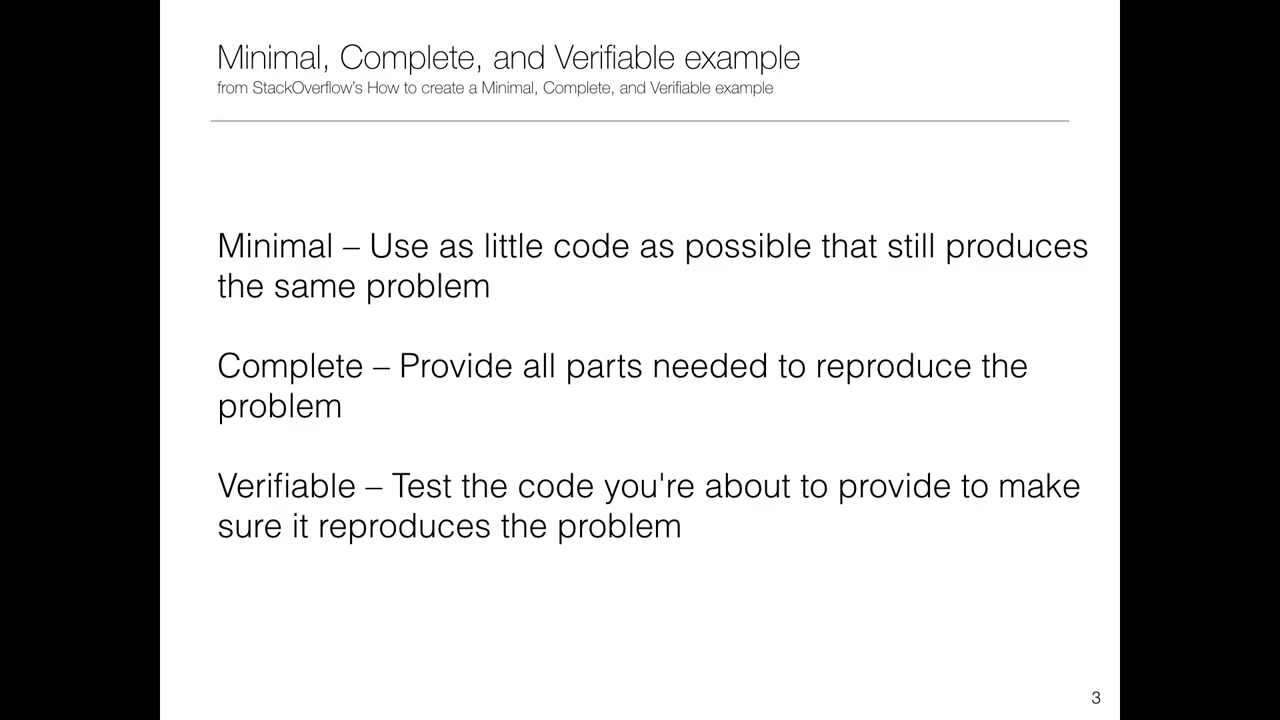 Minimal, Complete, and Verifiable example
from StackOverflow's How to create a Minimal, Complete, and Verifiable example
Minimal – Use as little code as possible that still produces
the same problem
Complete – Provide all parts needed to reproduce the
problem
Verifiable – Test the code you're about to provide to make
sure it reproduces the problem
3